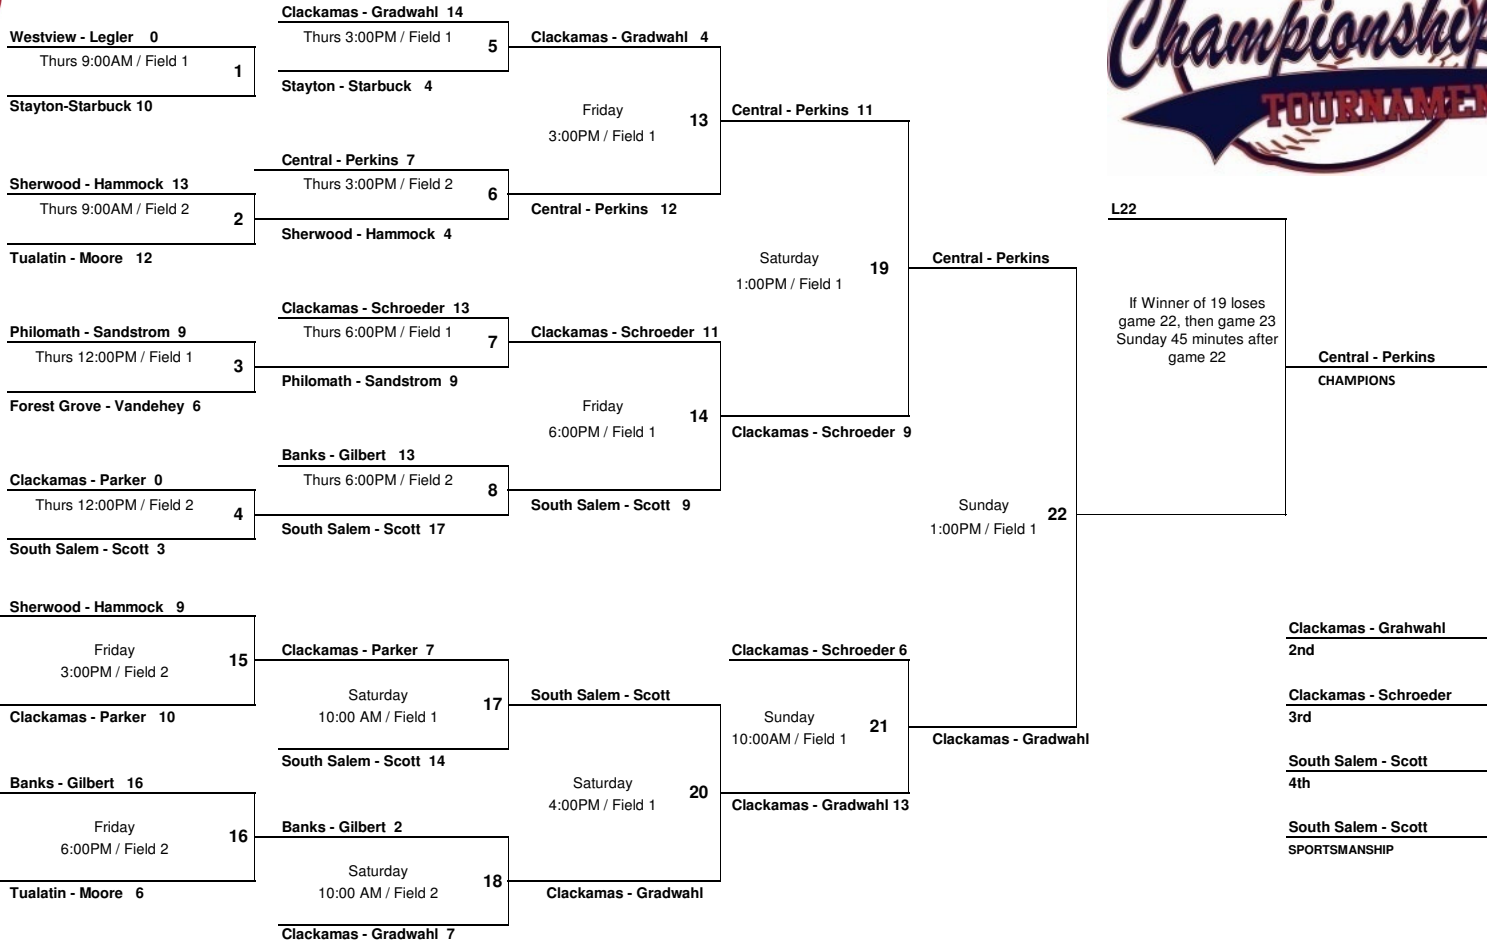 Championship
TOURNAMEN
Clackamas - Gradwahl 14
Thurs 3:00PM / Field 1
5
Stayton - Starbuck 4
Westview - Legler 0
Thurs 9:00AM / Field 1
1
Stayton-Starbuck 10
Clackamas - Gradwahl 4
Friday
3:00PM / Field 1
13
Central - Perkins 12
Central - Perkins 7
Thurs 3:00PM / Field 2
6
Sherwood - Hammock 4
Sherwood - Hammock 13
Thurs 9:00AM / Field 2
2
Tualatin - Moore 12
Central - Perkins 11
Saturday
1:00PM / Field 1
19
Clackamas - Schroeder 9
Clackamas - Schroeder 13
Thurs 6:00PM / Field 1
7
Philomath - Sandstrom 9
Philomath - Sandstrom 9
Thurs 12:00PM / Field 1
3
Forest Grove - Vandehey 6
Clackamas - Schroeder 11
Friday
6:00PM / Field 1
14
South Salem - Scott 9
Banks - Gilbert 13
Thurs 6:00PM / Field 2
8
South Salem - Scott 17
Clackamas - Parker 0
Thurs 12:00PM / Field 2
4
South Salem - Scott 3
Central - Perkins
Sunday
1:00PM / Field 1
22
Clackamas - Gradwahl
L22
If Winner of 19 loses
game 22, then game 23
Sunday 45 minutes after
game 22
Central - Perkins
CHAMPIONS
Sherwood - Hammock 9
Friday
3:00PM / Field 2
15
Clackamas - Parker 10
Clackamas - Parker 7
Saturday
10:00 AM / Field 1
17
South Salem - Scott 14
South Salem - Scott
Saturday
4:00PM / Field 1
20
Clackamas - Gradwahl
Clackamas - Schroeder 6
Sunday
10:00AM / Field 1
21
Clackamas - Gradwahl 13
Banks - Gilbert 16
Friday
6:00PM / Field 2
16
Tualatin - Moore 6
Banks - Gilbert 2
Saturday
10:00 AM / Field 2
18
Clackamas - Gradwahl 7
Clackamas - Grahwahl
2nd
Clackamas - Schroeder
3rd
South Salem - Scott
4th
South Salem - Scott
SPORTSMANSHIP